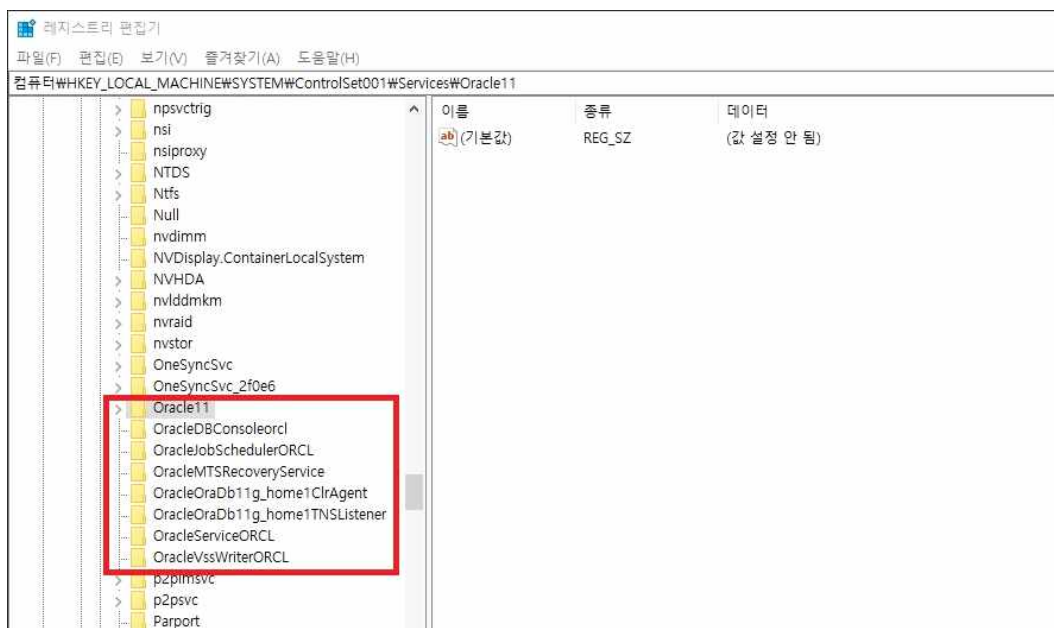 레지스트리 편집기
파일(F) 편집(E) 보기(V) 즐겨찾기(A) 도움말(H)
컴퓨터₩HKEY_LOCAL_MACHINE₩SYSTEM₩ControlSet001₩Services₩Oracle11
이름 종류 데이터
ab (기본값) REG_SZ (값 설정 안 됨)
npsvctrig
nsi
nsiproxy
NTDS
Ntfs
Null
nvdimm
NVDisplay.ContainerLocalSystem
NVHDA
nvlddmkm
nvraid
nvstor
OneSyncSvc
OneSyncSvc_2f0e6
Oracle11
OracleDBConsoleorcl
OracleJobSchedulerORCL
OracleMTSRecoveryService
OracleOraDb11g_home1ClrAgent
OracleOraDb11g_home1TNSListener
OracleServiceORCL
OracleVssWriterORCL
p2pimsvc
p2psvc
Parport